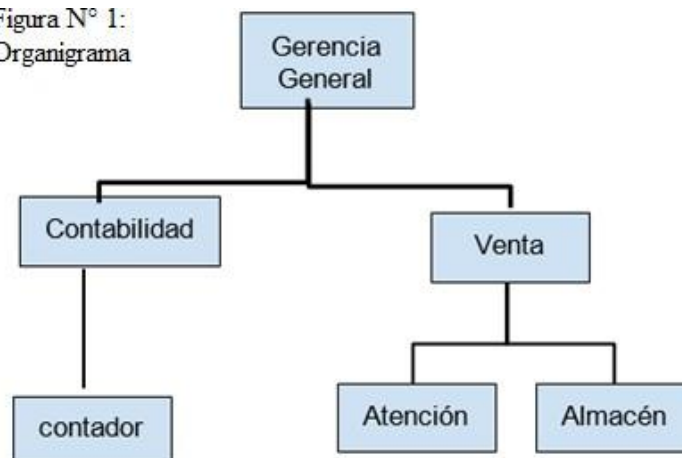 Figura N° 1:
Organigrama
Gerencia
General
Contabilidad
Venta
contador
Atención
Almacén